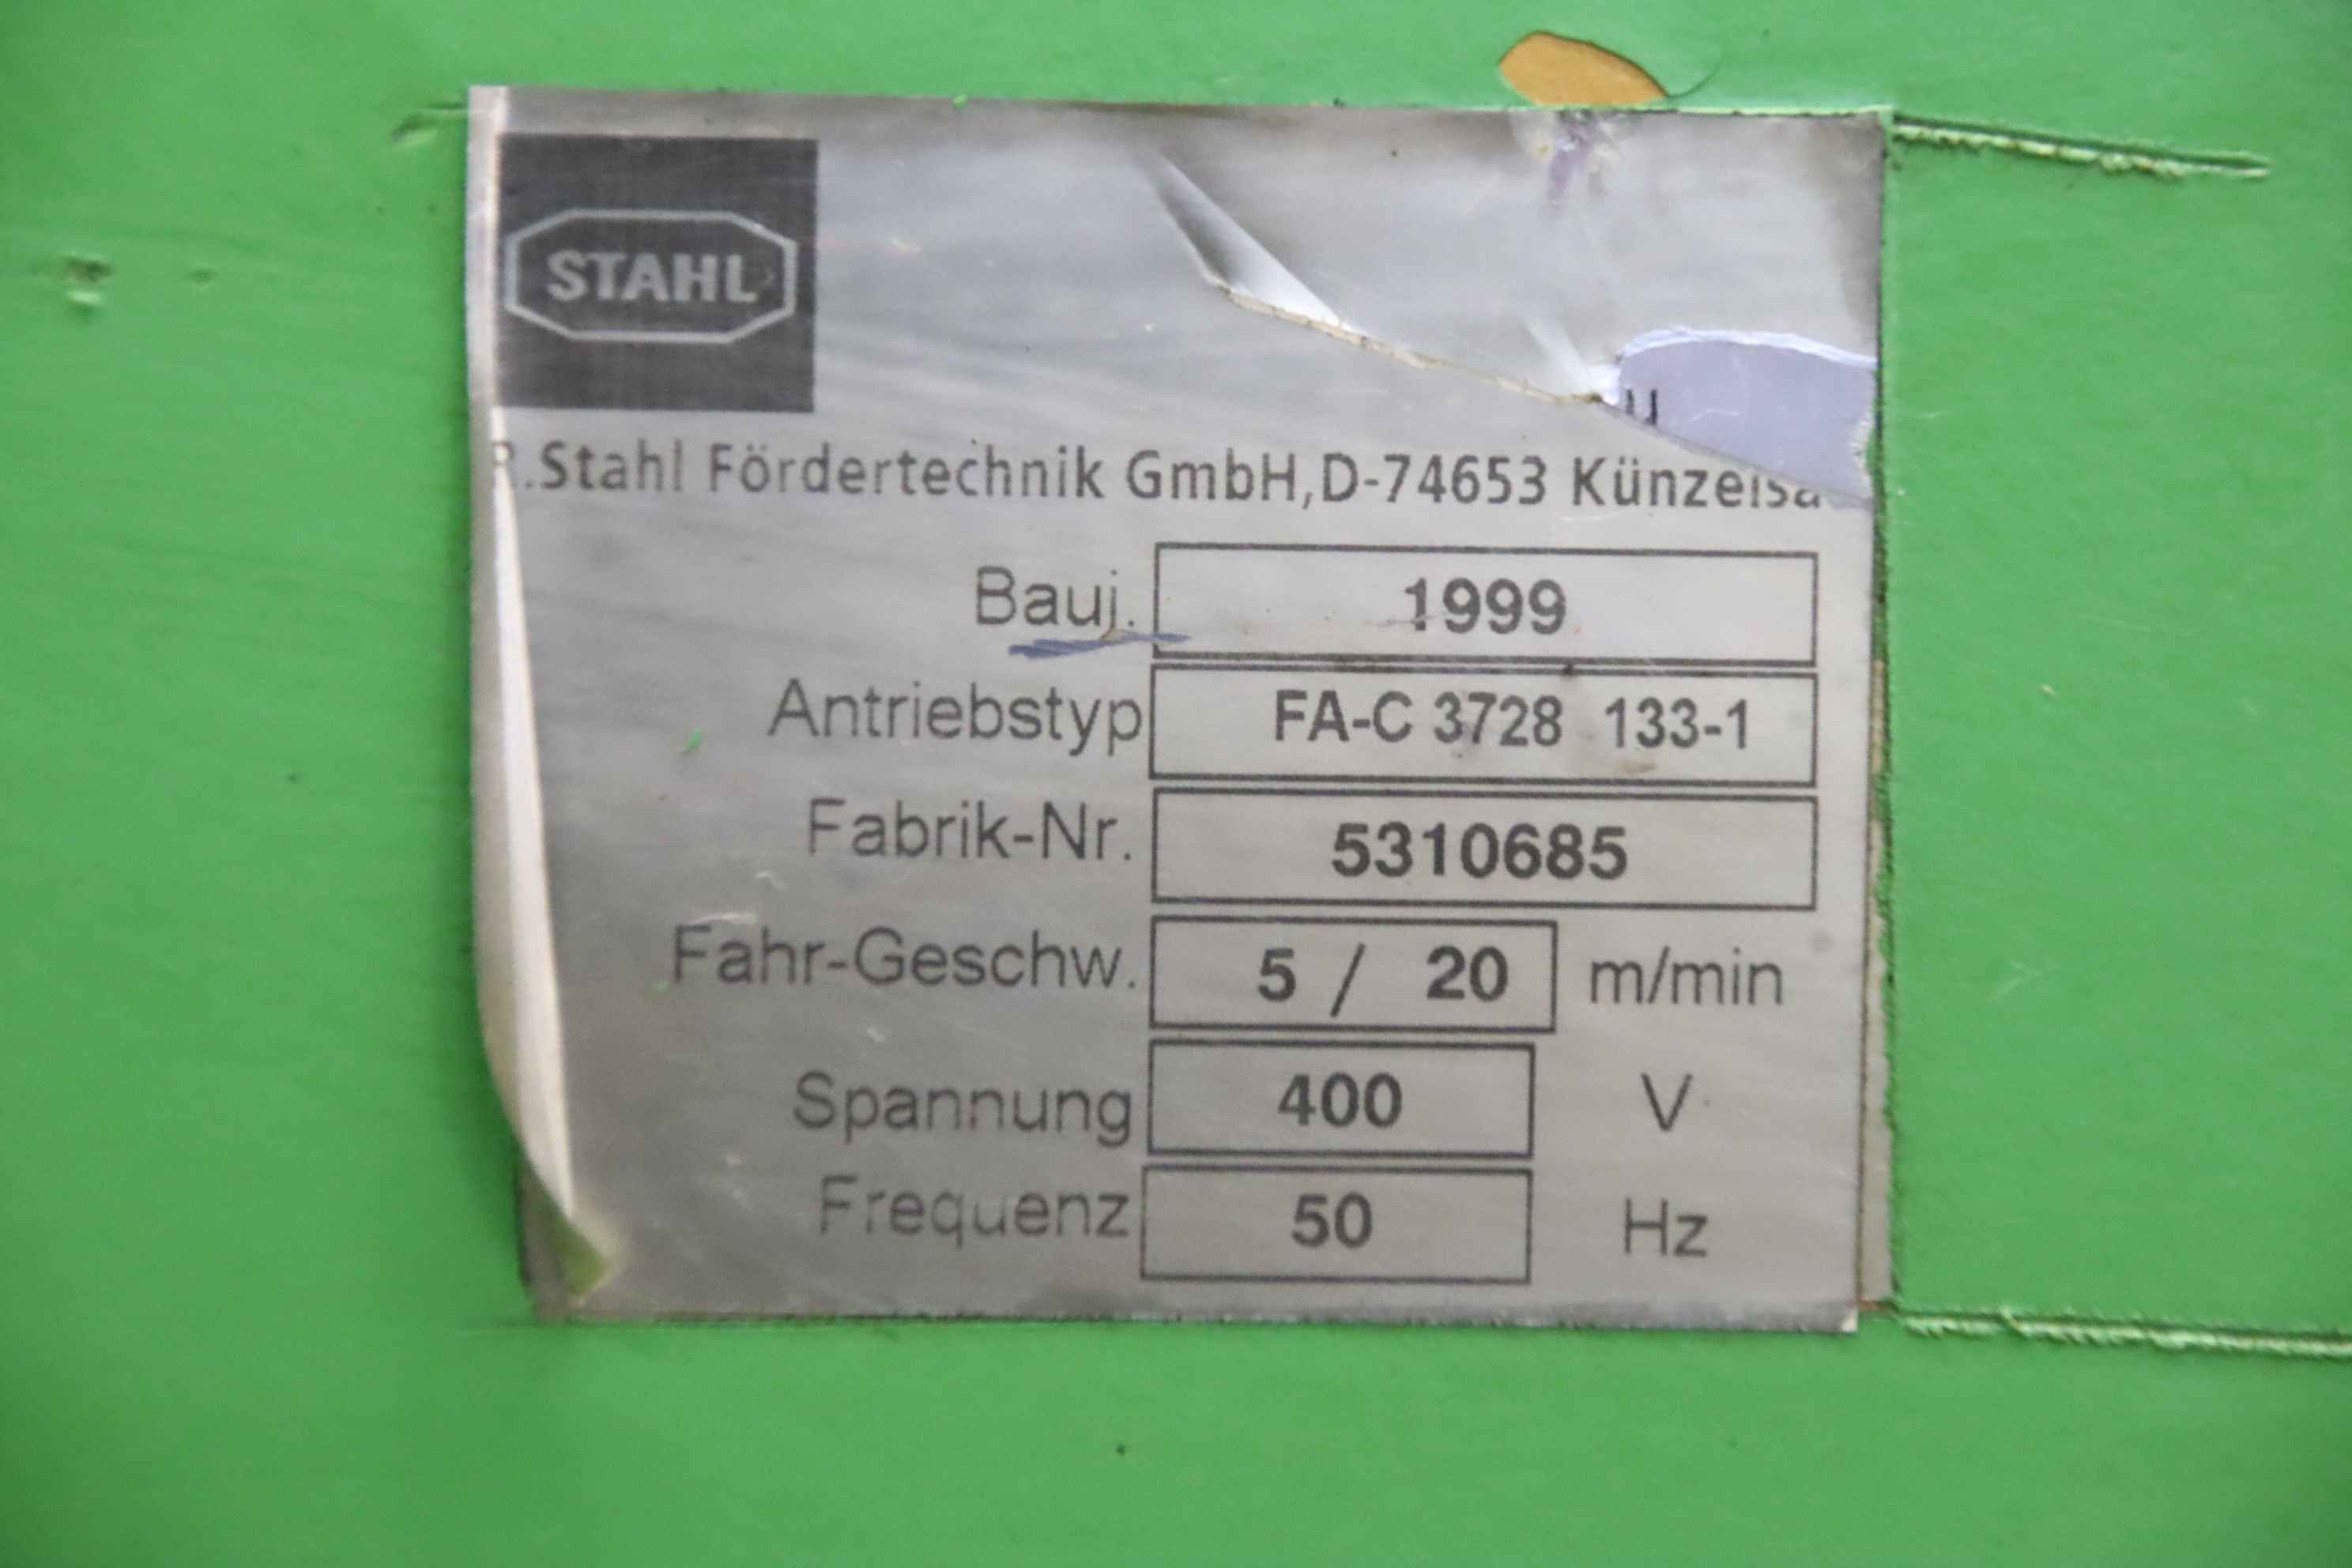 STAHL
R.Stahl Fördertechnik GmbH, D-74653 Künzelsa
Bauj. 1999
Antriebstyp FA-C 3728 133-1
Fabrik-Nr. 5310685
Fahr-Geschw. 5 / 20 m/min
Spannung 400 V
Frequenz 50 Hz